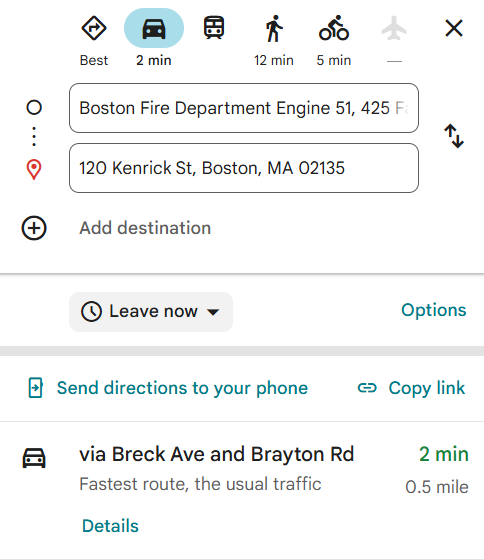 Best 2 min 12 min 5 min —
Boston Fire Department Engine 51, 425
120 Kenrick St, Boston, MA 02135
Add destination
Leave now
Options
Send directions to your phone
Copy link
via Breck Ave and Brayton Rd 2 min
Fastest route, the usual traffic 0.5 mile
Details